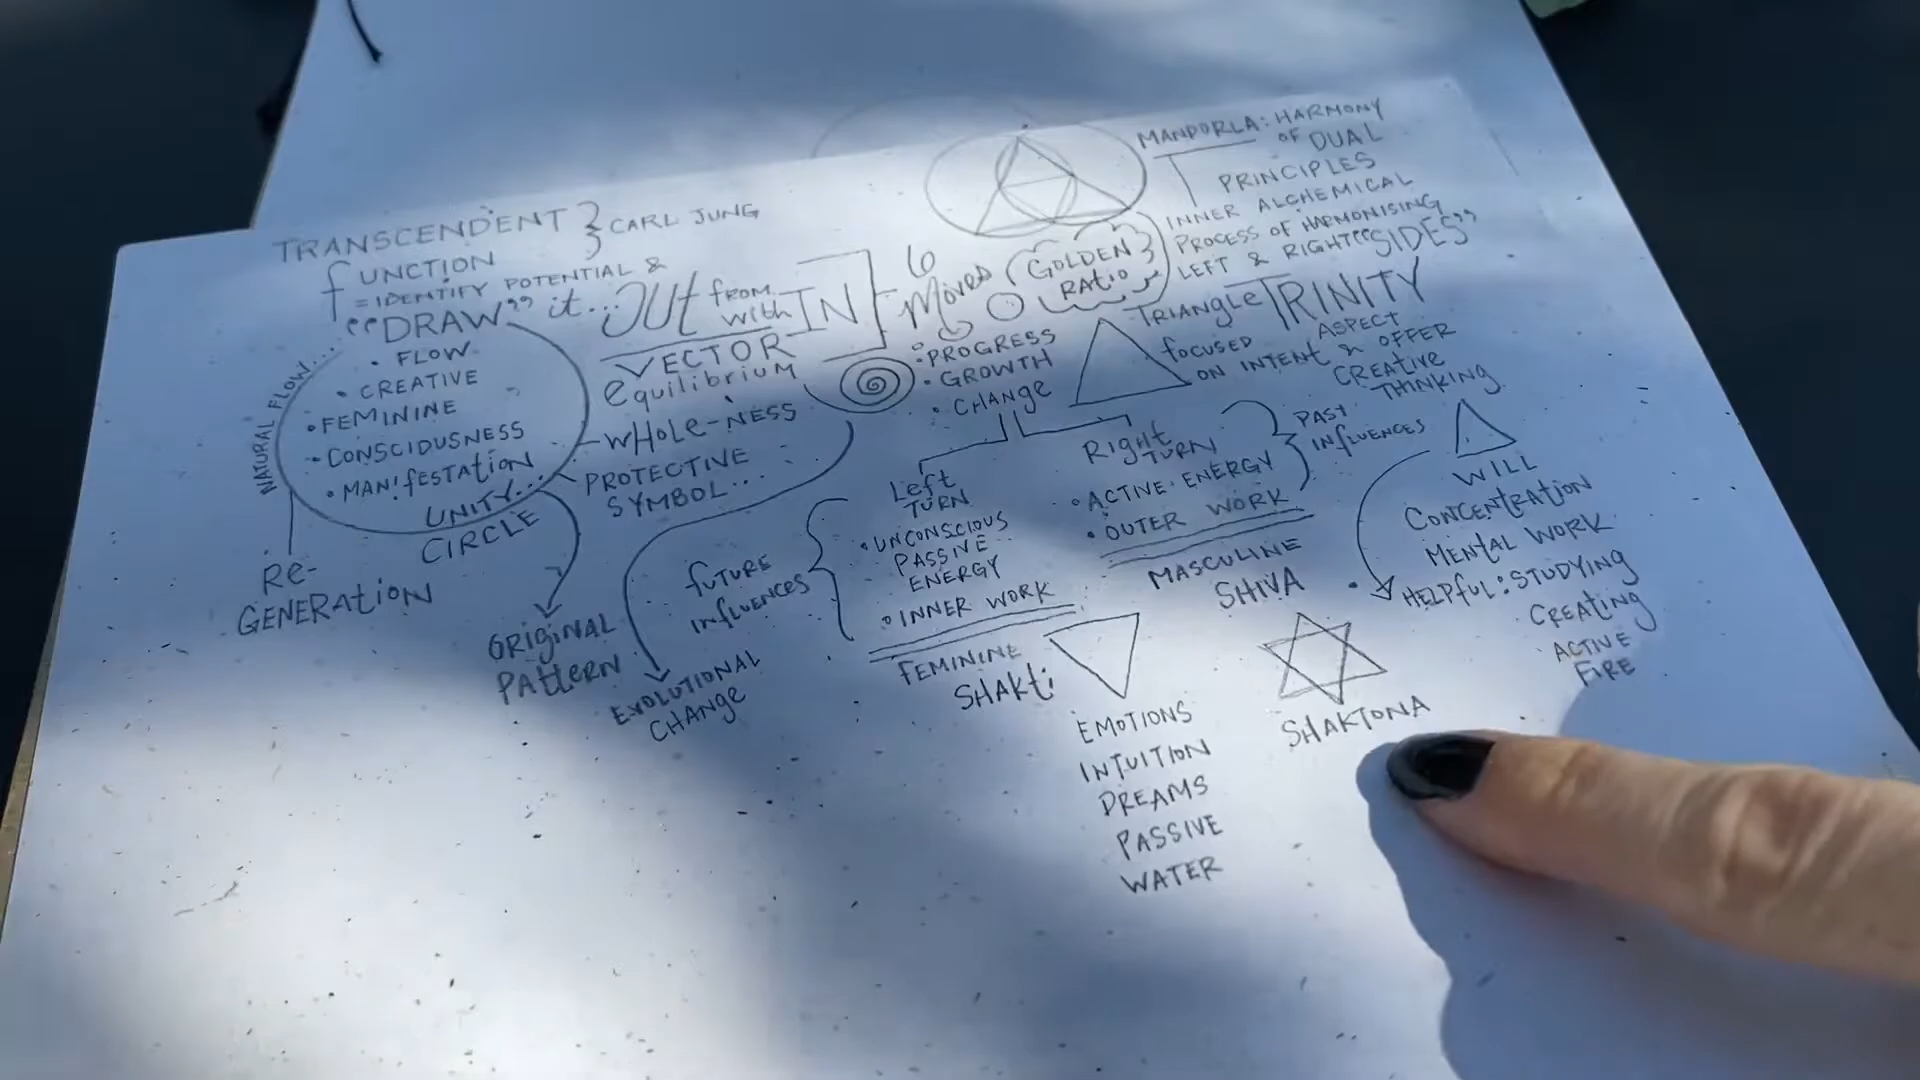 TRANSCENDENT } CARL JUNG
FUNCTION
= IDENTIFY POTENTIAL &
""DRAW"" it... OUt from withIN
NATURAL FLOW...
• FLOW
• CREATIVE
• FEMININE
• CONSCIOUSNESS
• MANifESTAtiON
UNITY...
CIRCLE
Re-
GENERAtiON
ORIgiNAL
PAtterN
VECTOR
equilibrium
WHOLe-NESS
PROTECTIVE
SYMBOL...
EVOLUTIONAL
CHANGE
6 Moves
GOLDEN
RATIO
• PROGRESS
• GROWTH
• CHANGE
MANDORLA: HARMONY
OF DUAL
PRINCIPLES
INNER ALCHEMICAL
PROCESS OF HARMONISING
LEFT & RIGHT ""SIDES""
TRIANGLE TRINITY
fOCUSED ASPECT
ON INTENT & OFFER
CREATIVE
THINKING
Left
TURN
• UNCONSCIOUS
PASSIVE
ENERGY
• INNER WORK
fUTURE
INflUENCES
FEMININE
SHAKti
Right
TURN
• ACTIVE ENERGY
• OUTER WORK
PAST
INflUENCES
MASCULINE
SHIVA
WILL
CONCENtRATION
MENtAL WORK
HELPfUL: STUDYING
CREATING
ACTIVE
FIRE
EMOTIONS
INTUITION
DREAMS
PASSIVE
WATER
SHAKTONA